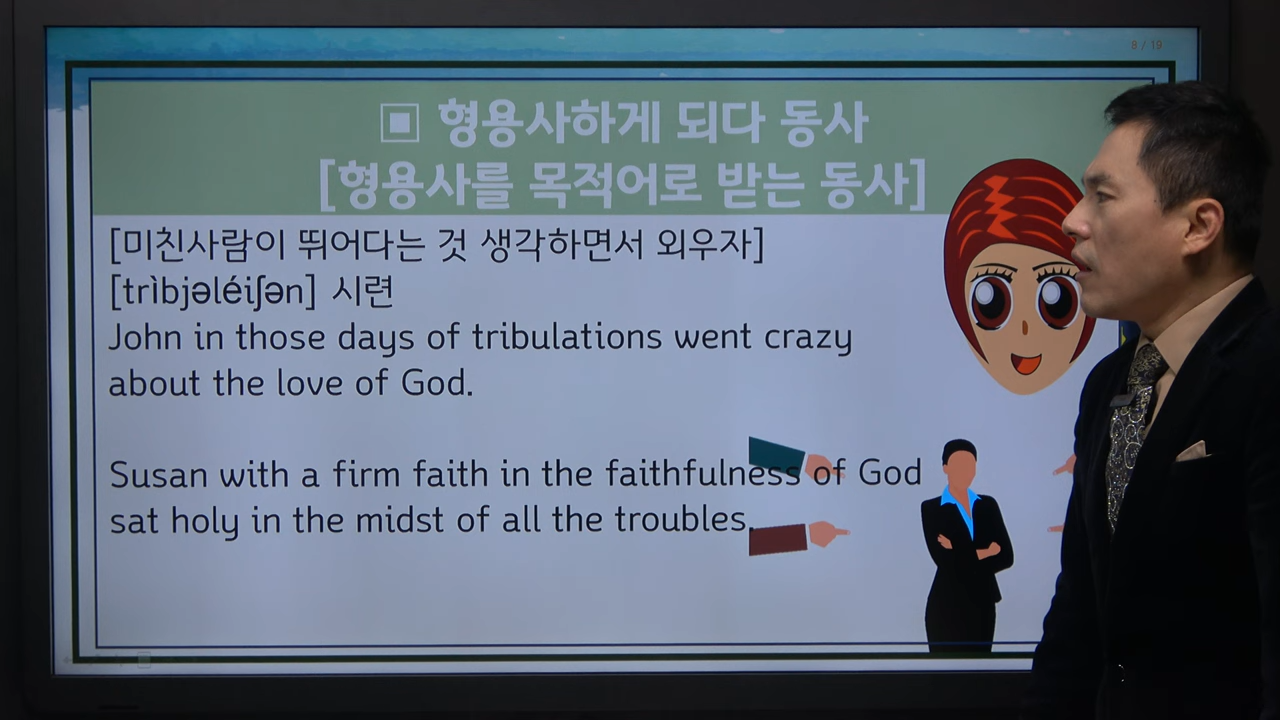 8 / 19
▣ 형용사하게 되다 동사
[형용사를 목적어로 받는 동사]
[미친사람이 뛰어다는 것 생각하면서 외우자]
[trìbjəléiʃən] 시련
John in those days of tribulations went crazy
about the love of God.
Susan with a firm faith in the faithfulness of God
sat holy in the midst of all the troubles.